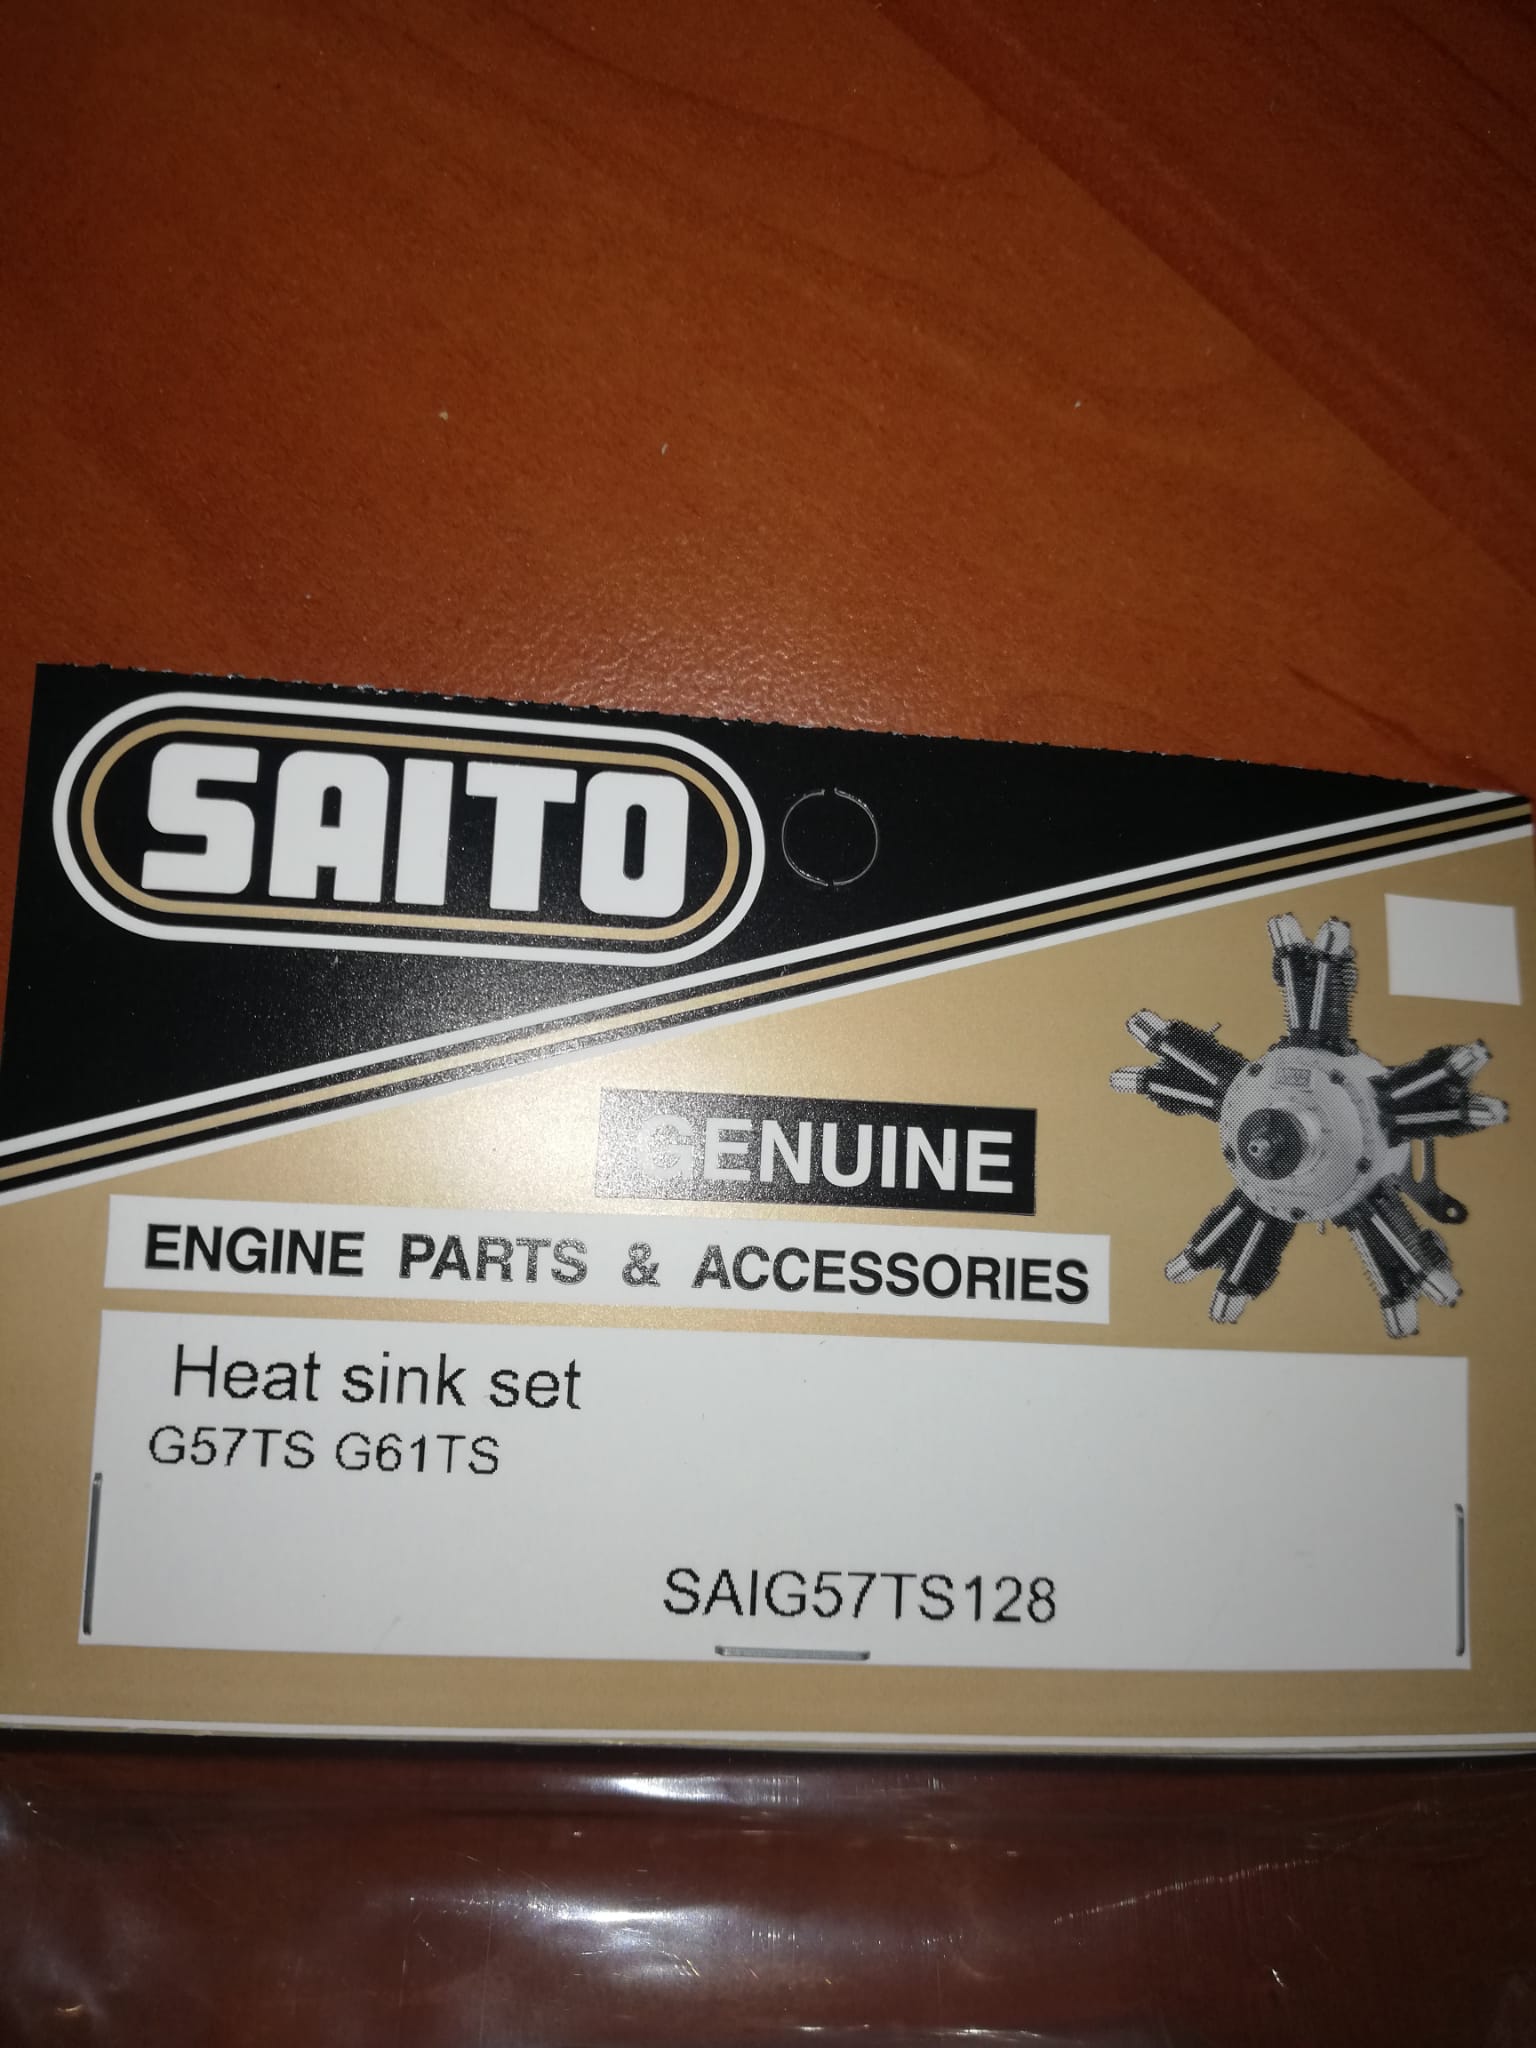 SAITO
GENUINE
ENGINE PARTS & ACCESSORIES
Heat sink set
G57TS G61TS
SAIG57TS128